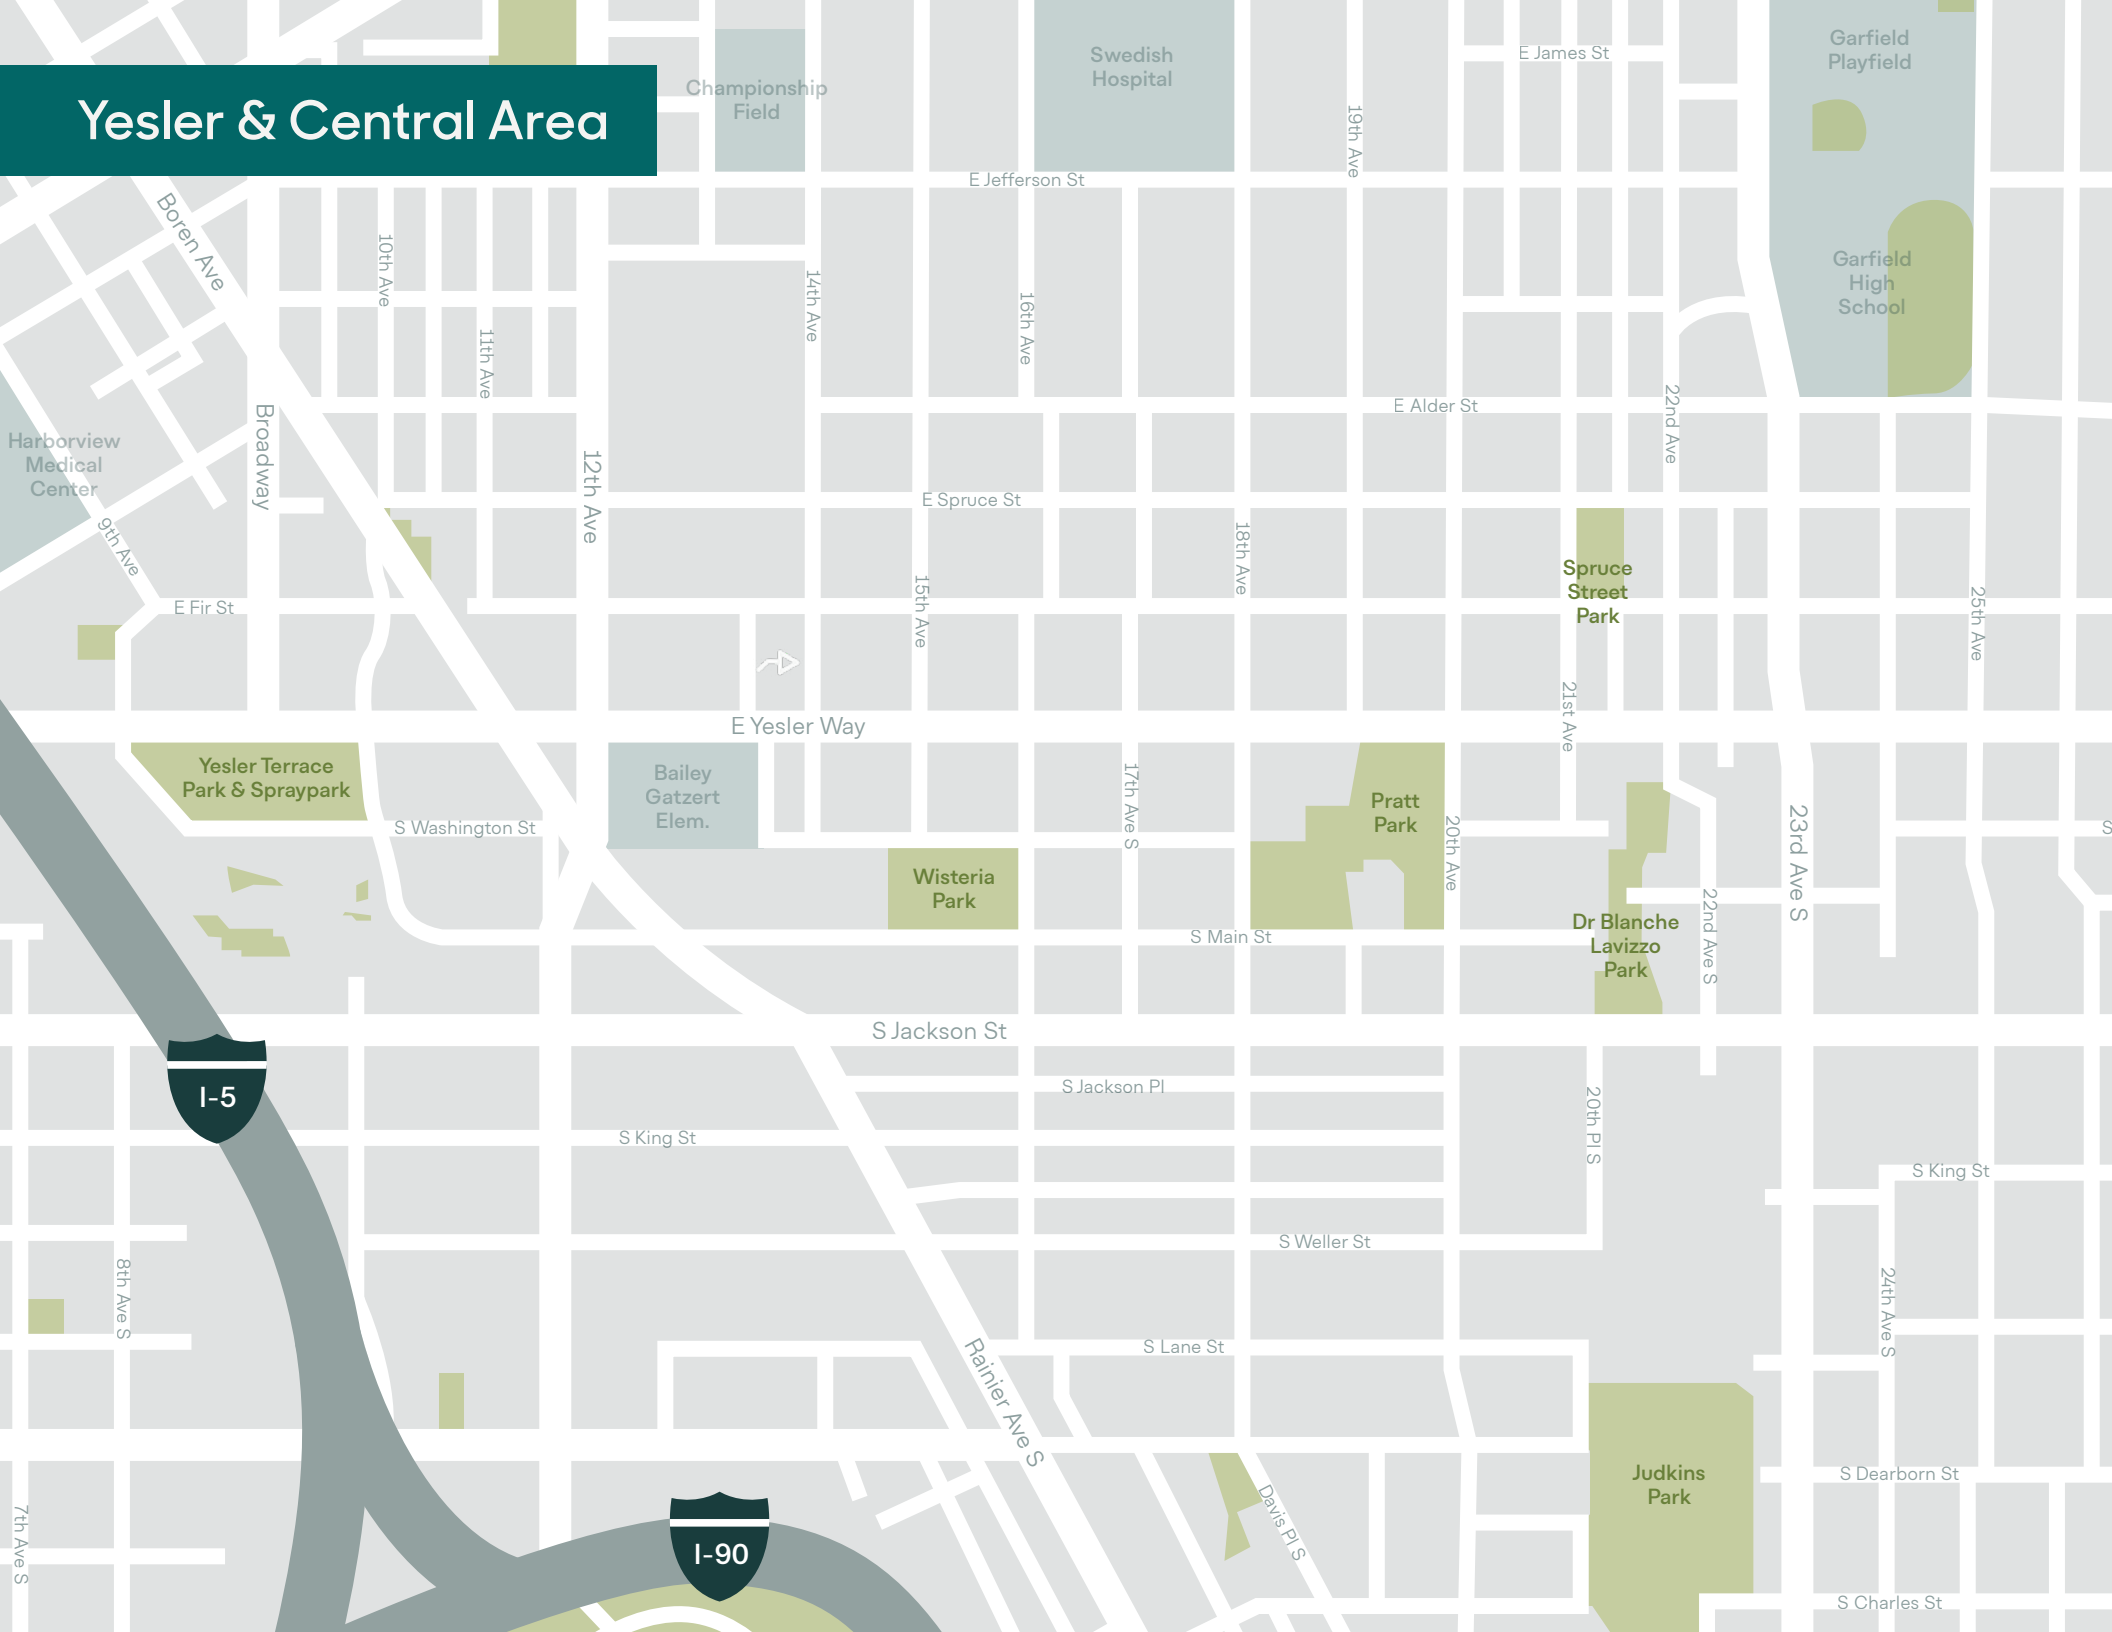 Yesler & Central Area
Championship
Field
Swedish
Hospital
E James St
Garfield
Playfield
19th Ave
E Jefferson St
Boren Ave
10th Ave
14th Ave
16th Ave
Garfield
High
School
11th Ave
Broadway
Harborview
Medical
Center
E Alder St
22nd Ave
12th Ave
E Spruce St
9th Ave
18th Ave
Spruce
Street
Park
15th Ave
25th Ave
E Fir St
21st Ave
E Yesler Way
Yesler Terrace
Park & Spraypark
Bailey
Gatzert
Elem.
17th Ave S
Pratt
Park
S Washington St
20th Ave
23rd Ave S
S
Wisteria
Park
Dr Blanche
Lavizzo
Park
22nd Ave S
S Main St
S Jackson St
I-5
S Jackson Pl
20th Pl S
S King St
S King St
S Weller St
8th Ave S
24th Ave S
S Lane St
Rainier Ave S
Judkins
Park
S Dearborn St
Davis Pl S
7th Ave S
I-90
S Charles St